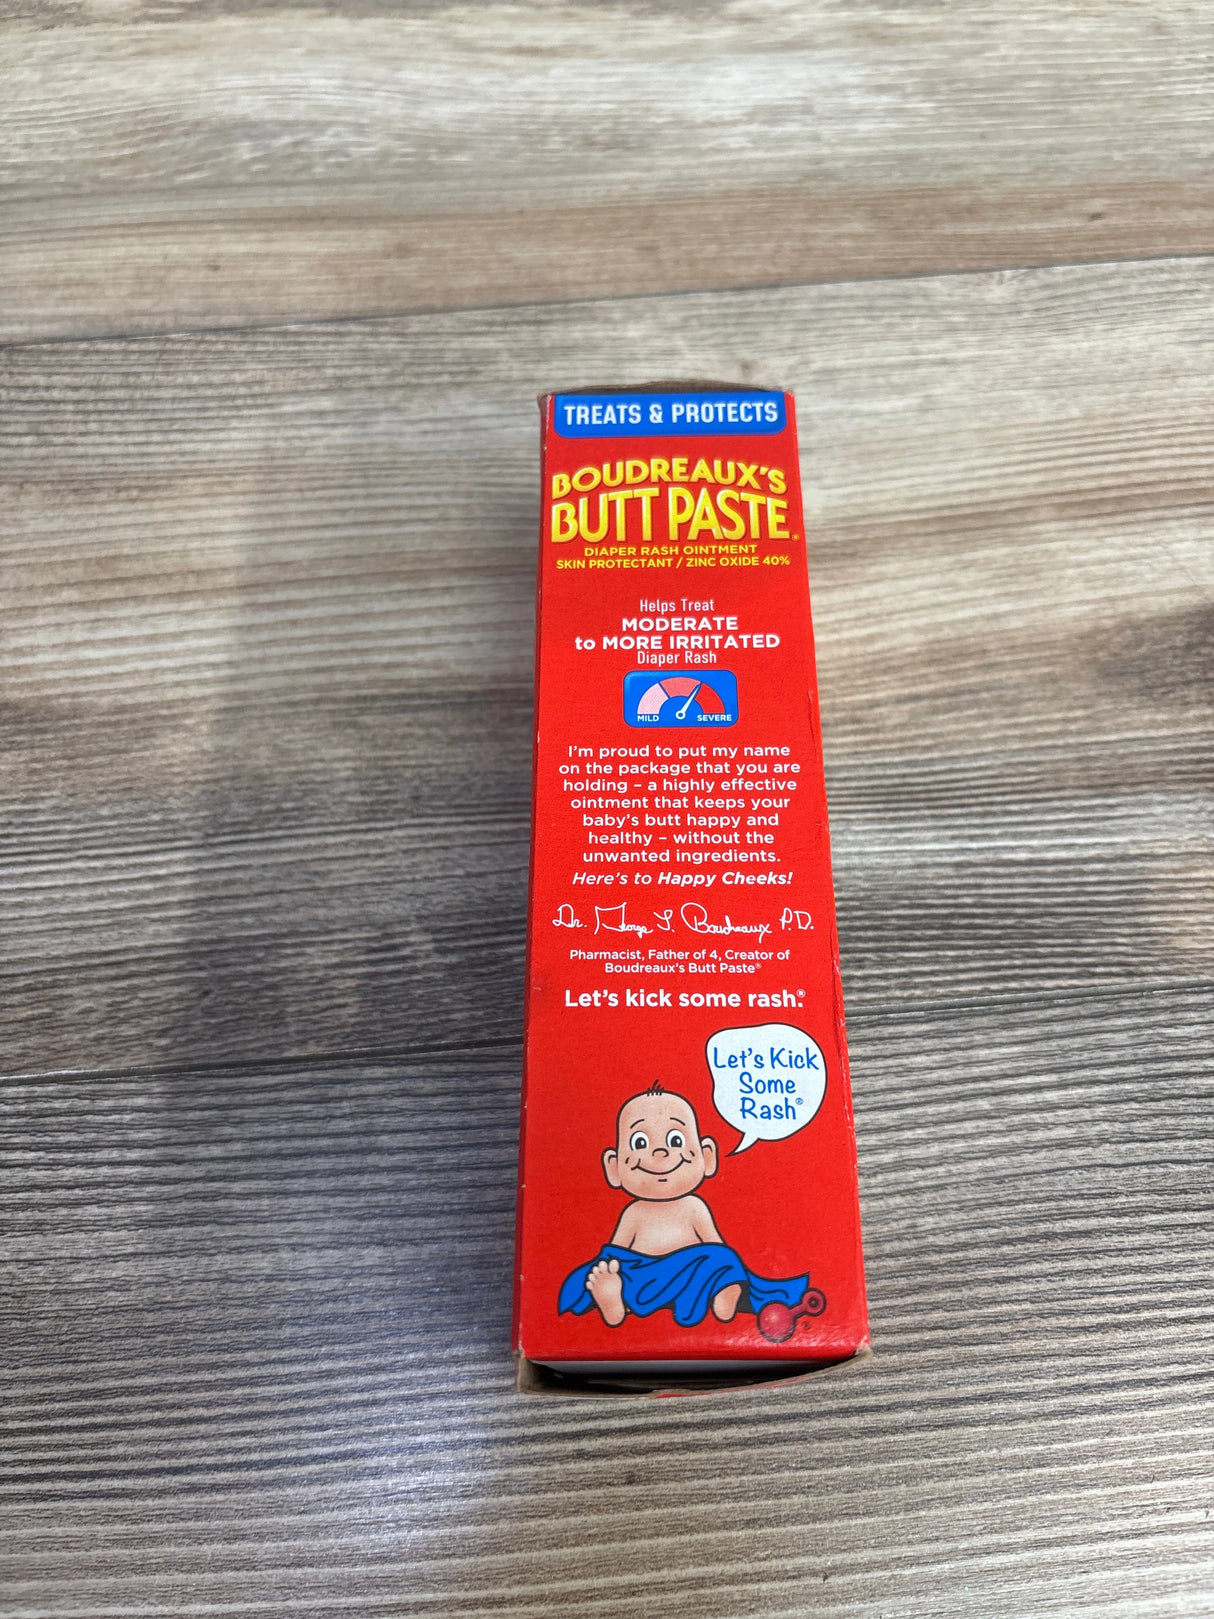 TREATS & PROTECTS
BOUDREAUX'S
BUTT PASTE®
DIAPER RASH OINTMENT
SKIN PROTECTANT / ZINC OXIDE 40%
Helps Treat
MODERATE
to MORE IRRITATED
Diaper Rash
MILD SEVERE
I'm proud to put my name
on the package that you are
holding – a highly effective
ointment that keeps your
baby's butt happy and
healthy – without the
unwanted ingredients.
Here's to Happy Cheeks!
Dr. George S. Boudreaux P.D.
Pharmacist, Father of 4, Creator of
Boudreaux's Butt Paste®
Let's kick some rash.®
Let's Kick
Some
Rash®
®